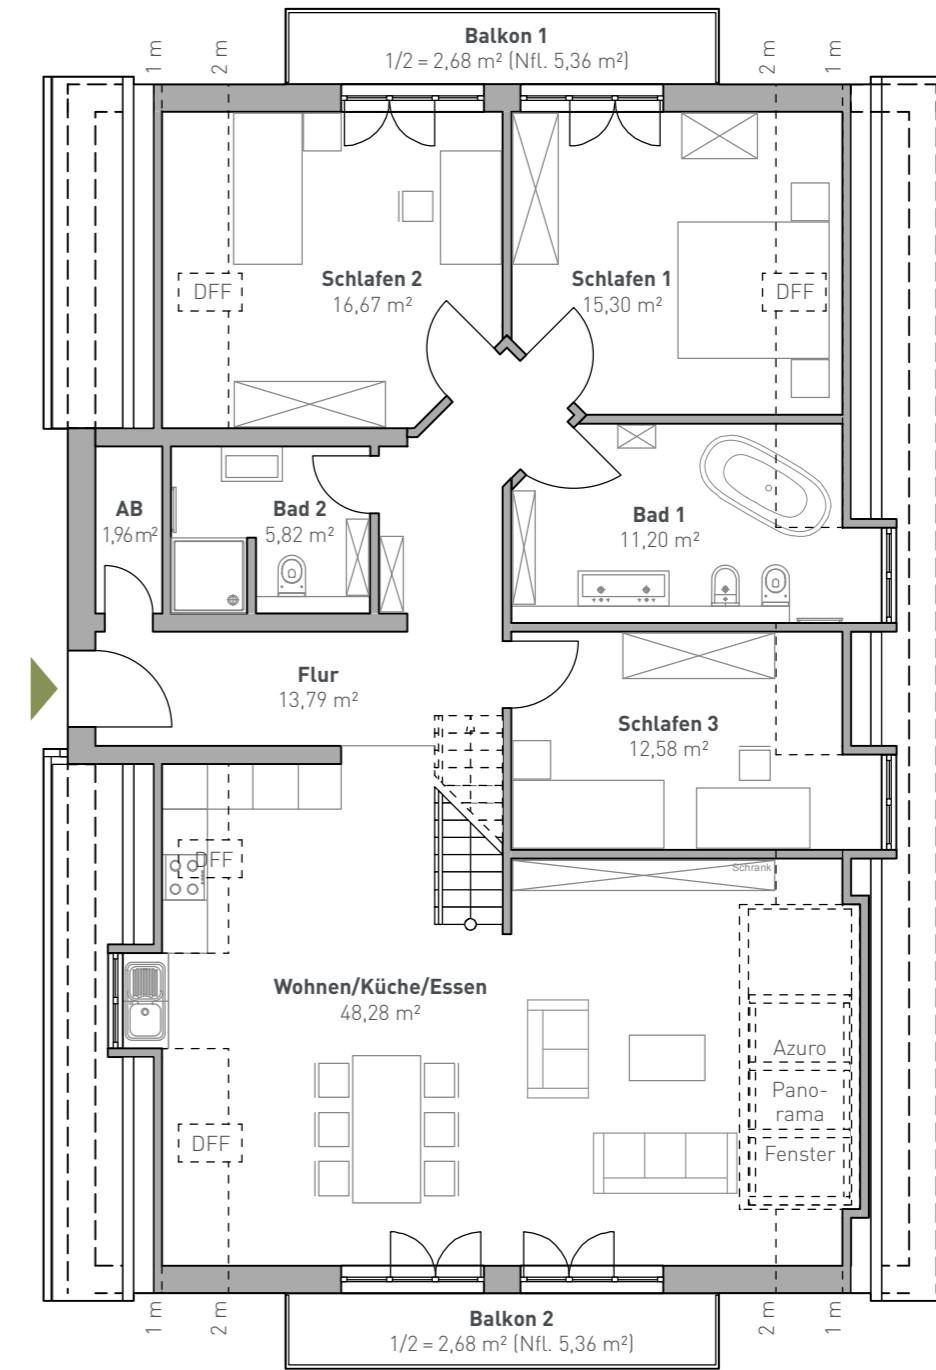 Balkon 1
1/2 = 2,68 m² (Nfl. 5,36 m²)
1 m
2 m
2 m
1 m
Schlafen 2
16,67 m²
Schlafen 1
15,30 m²
DFF
DFF
AB
1,96 m²
Bad 2
5,82 m²
Bad 1
11,20 m²
Flur
13,79 m²
Schlafen 3
12,58 m²
DFF
Schrank
Wohnen/Küche/Essen
48,28 m²
Azuro
Pano-
rama
Fenster
DFF
1 m
2 m
2 m
1 m
Balkon 2
1/2 = 2,68 m² (Nfl. 5,36 m²)